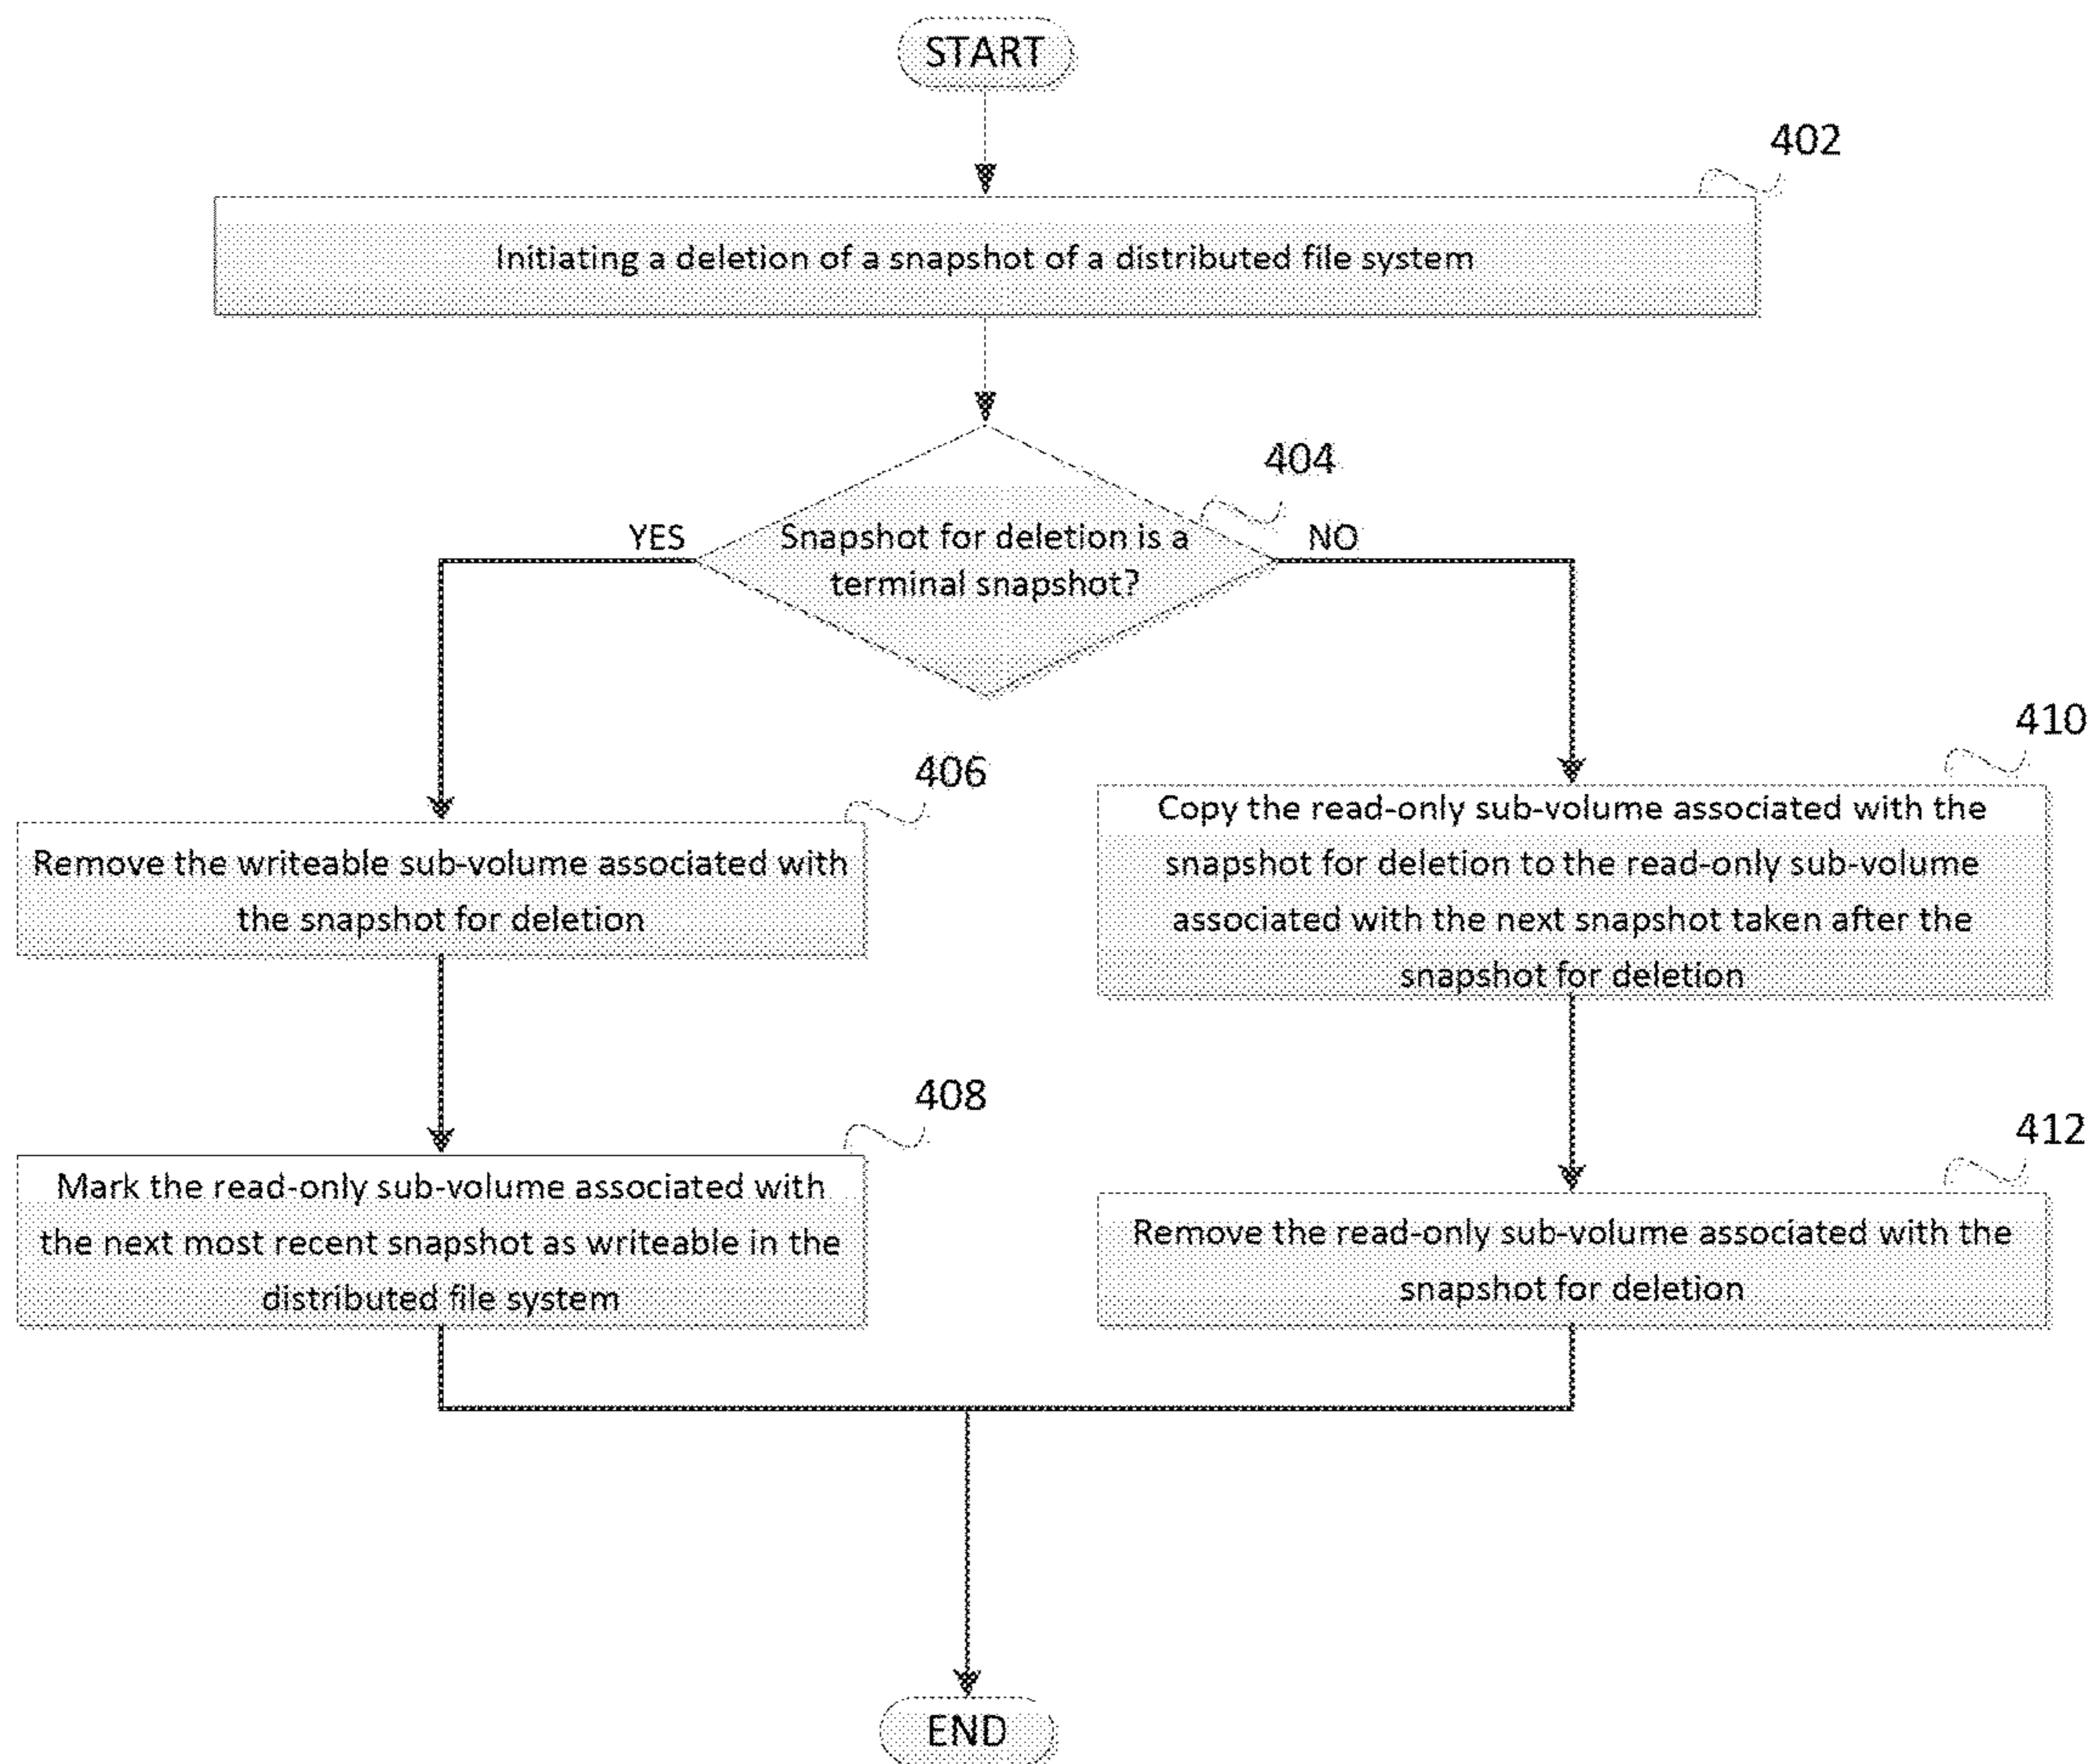 START
402
Initiating a deletion of a snapshot of a distributed file system
404
YES
Snapshot for deletion is a
terminal snapshot?
NO
406
Remove the writeable sub-volume associated with
the snapshot for deletion
408
Mark the read-only sub-volume associated with
the next most recent snapshot as writeable in the
distributed file system
410
Copy the read-only sub-volume associated with the
snapshot for deletion to the read-only sub-volume
associated with the next snapshot taken after the
snapshot for deletion
412
Remove the read-only sub-volume associated with the
snapshot for deletion
END